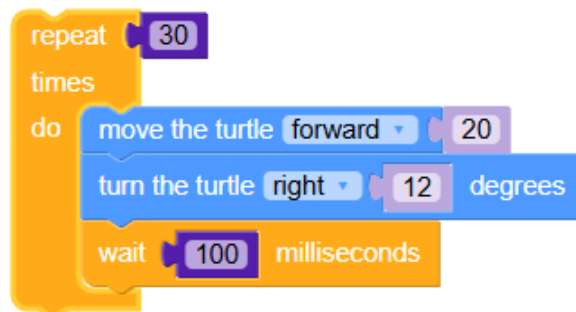 repeat 30
times
do move the turtle forward 20
turn the turtle right 12 degrees
wait 100 milliseconds